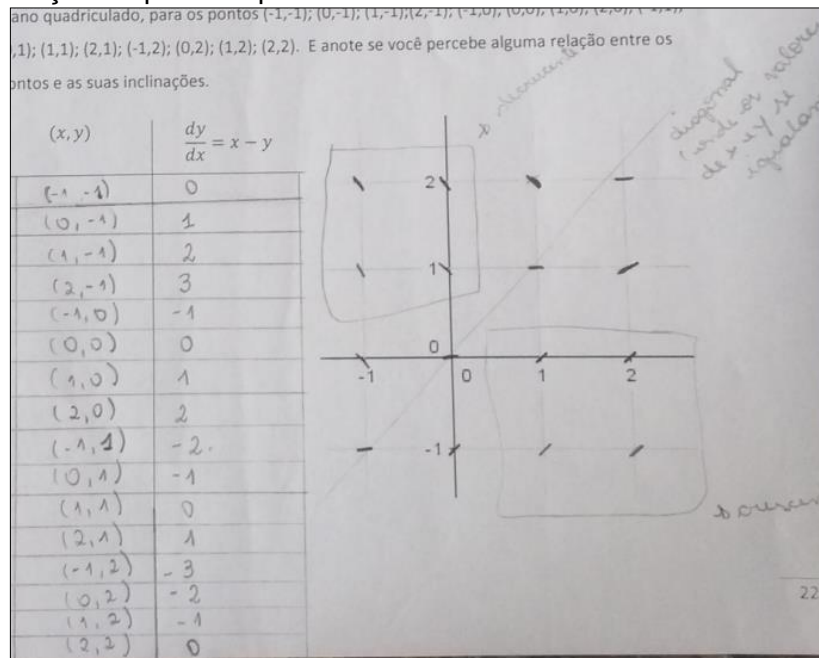 ano quadriculado, para os pontos (-1,-1); (0,-1); (1,-1);(2,-1); (-1,0), (0,0), (1,0), (2,0),
,1); (1,1); (2,1); (-1,2); (0,2); (1,2); (2,2). E anote se você percebe alguma relação entre os
ontos e as suas inclinações.
(x, y) dy/dx = x − y
(-1 -1) 0
(0, -1) 1
(1, -1) 2
(2, -1) 3
(-1, 0) -1
(0, 0) 0
(1, 0) 1
(2, 0) 2
(-1, 1) -2.
(0, 1) -1
(1, 1) 0
(2, 1) 1
(-1, 2) -3
(0, 2) -2
(1, 2) -1
(2, 2) 0
decrescente
diagonal
onde os valores
de x e y se
igualam
2
1
0
-1 0 1 2
-1
crescen
22